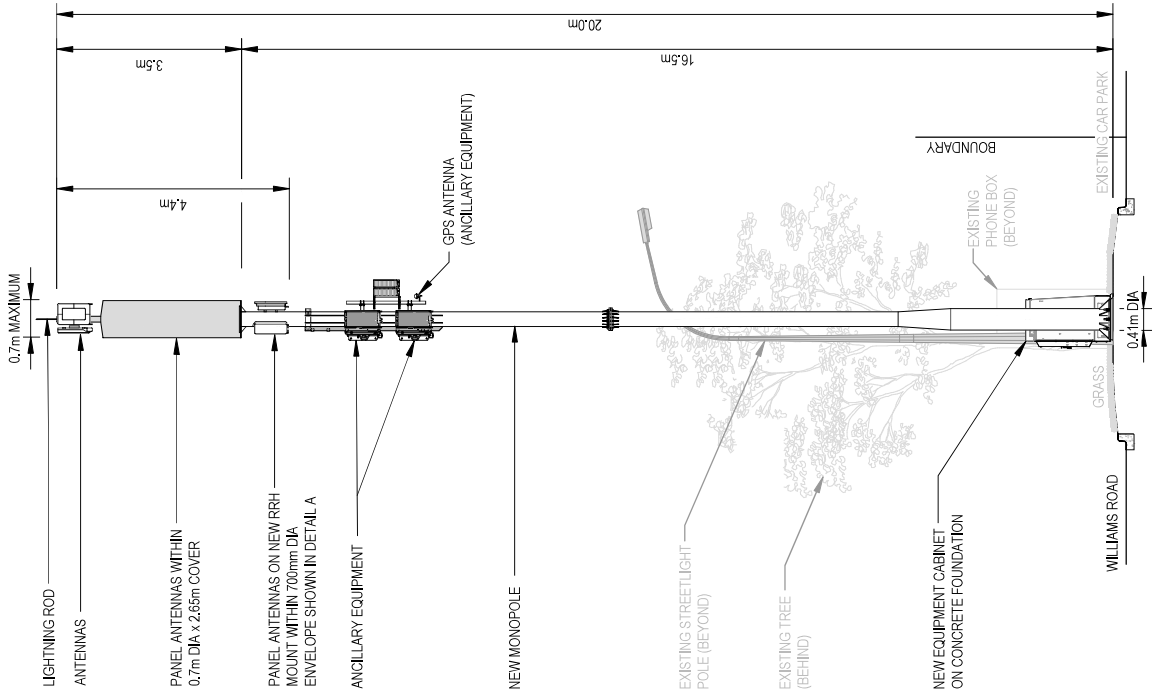 20.0m
3.5m
16.5m
4.4m
0.7m MAXIMUM
LIGHTNING ROD
ANTENNAS
PANEL ANTENNAS WITHIN
0.7m DIA x 2.65m COVER
PANEL ANTENNAS ON NEW RRH
MOUNT WITHIN 700mm DIA
ENVELOPE SHOWN IN DETAIL A
ANCILLARY EQUIPMENT
GPS ANTENNA
(ANCILLARY EQUIPMENT)
NEW MONOPOLE
EXISTING STREETLIGHT
POLE (BEYOND)
EXISTING TREE
(BEHIND)
NEW EQUIPMENT CABINET
ON CONCRETE FOUNDATION
EXISTING
PHONE BOX
(BEYOND)
BOUNDARY
EXISTING CAR PARK
0.41m DIA
GRASS
WILLIAMS ROAD